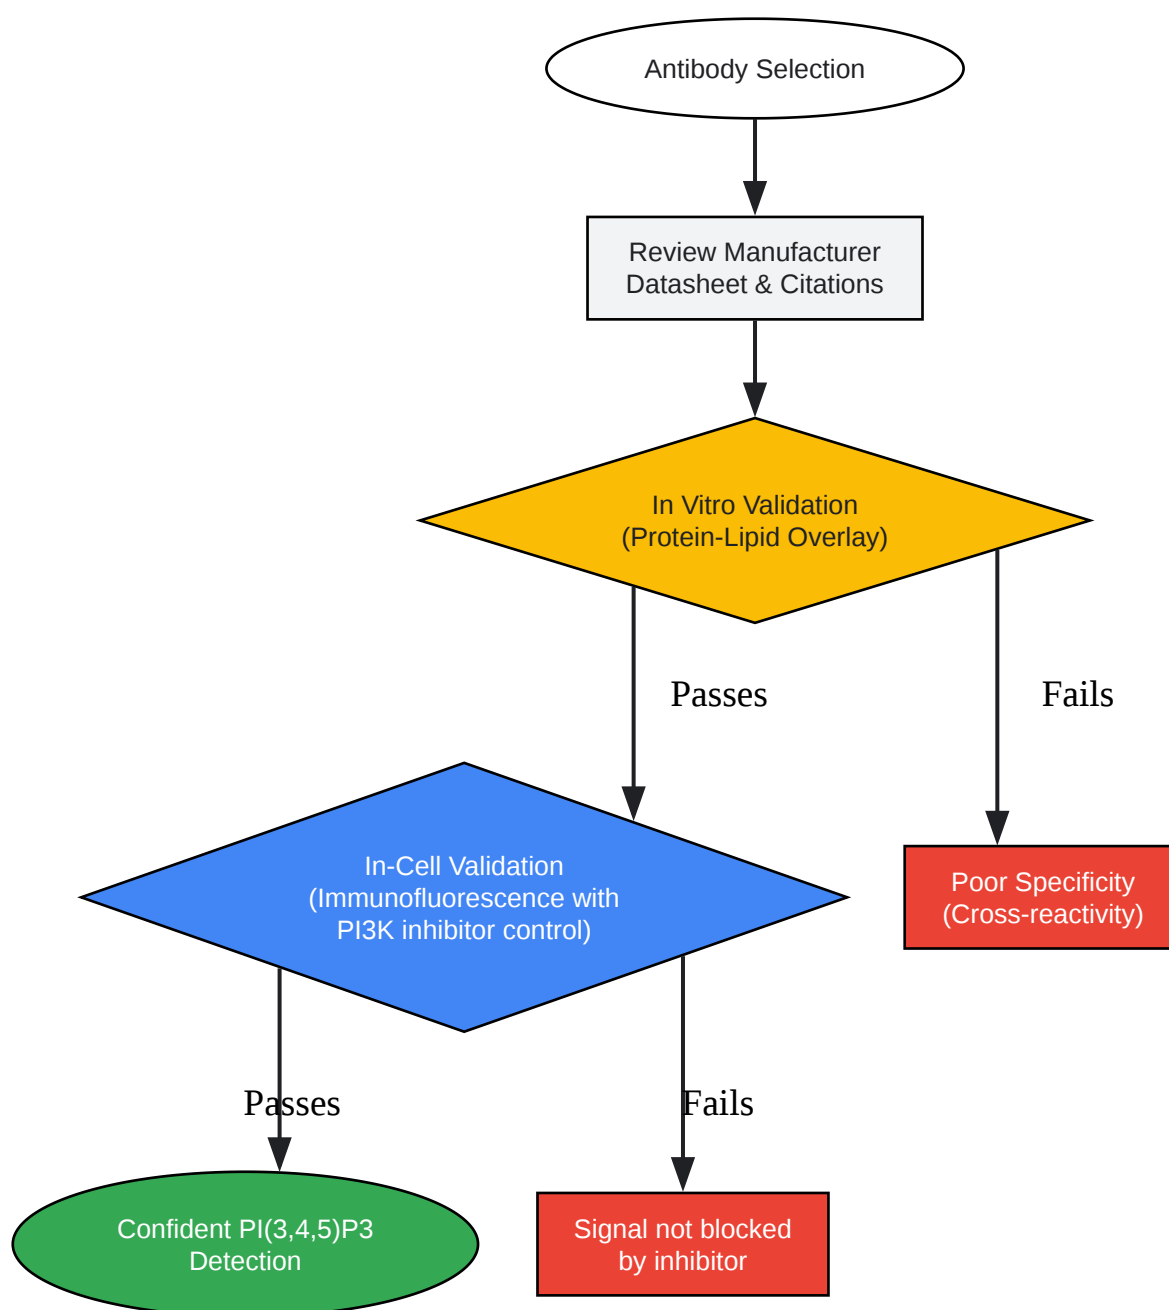 Antibody Selection
Review Manufacturer
Datasheet & Citations
In Vitro Validation
(Protein-Lipid Overlay)
Passes
Fails
In-Cell Validation
(Immunofluorescence with
PI3K inhibitor control)
Poor Specificity
(Cross-reactivity)
Passes
Fails
Confident PI(3,4,5)P3
Detection
Signal not blocked
by inhibitor